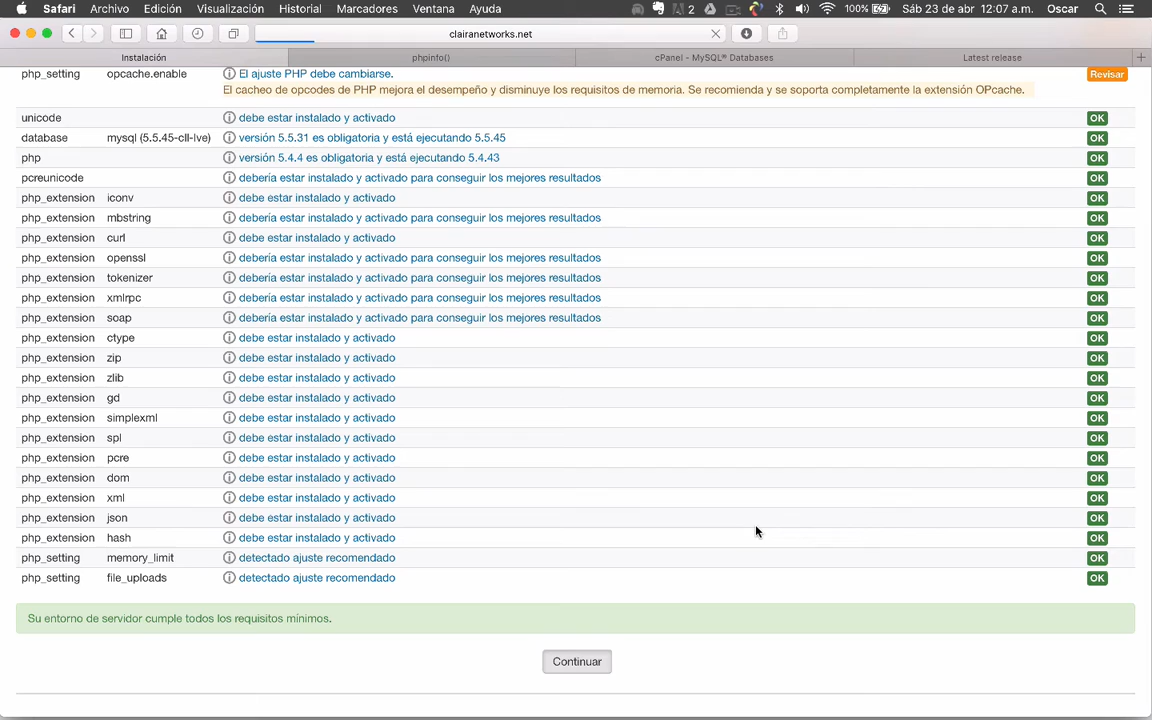 Safari Archivo Edición Visualización Historial Marcadores Ventana Ayuda 2 100% Sáb 23 de abr 12:07 a.m. Oscar
clairanetworks.net
Instalación phpinfo() cPanel - MySQL® Databases Latest release
php_setting opcache.enable El ajuste PHP debe cambiarse. Revisar
El cacheo de opcodes de PHP mejora el desempeño y disminuye los requisitos de memoria. Se recomienda y se soporta completamente la extensión OPcache.
unicode debe estar instalado y activado OK
database mysql (5.5.45-cll-lve) versión 5.5.31 es obligatoria y está ejecutando 5.5.45 OK
php versión 5.4.4 es obligatoria y está ejecutando 5.4.43 OK
pcreunicode debería estar instalado y activado para conseguir los mejores resultados OK
php_extension iconv debe estar instalado y activado OK
php_extension mbstring debería estar instalado y activado para conseguir los mejores resultados OK
php_extension curl debe estar instalado y activado OK
php_extension openssl debería estar instalado y activado para conseguir los mejores resultados OK
php_extension tokenizer debería estar instalado y activado para conseguir los mejores resultados OK
php_extension xmlrpc debería estar instalado y activado para conseguir los mejores resultados OK
php_extension soap debería estar instalado y activado para conseguir los mejores resultados OK
php_extension ctype debe estar instalado y activado OK
php_extension zip debe estar instalado y activado OK
php_extension zlib debe estar instalado y activado OK
php_extension gd debe estar instalado y activado OK
php_extension simplexml debe estar instalado y activado OK
php_extension spl debe estar instalado y activado OK
php_extension pcre debe estar instalado y activado OK
php_extension dom debe estar instalado y activado OK
php_extension xml debe estar instalado y activado OK
php_extension json debe estar instalado y activado OK
php_extension hash debe estar instalado y activado OK
php_setting memory_limit detectado ajuste recomendado OK
php_setting file_uploads detectado ajuste recomendado OK
Su entorno de servidor cumple todos los requisitos mínimos.
Continuar